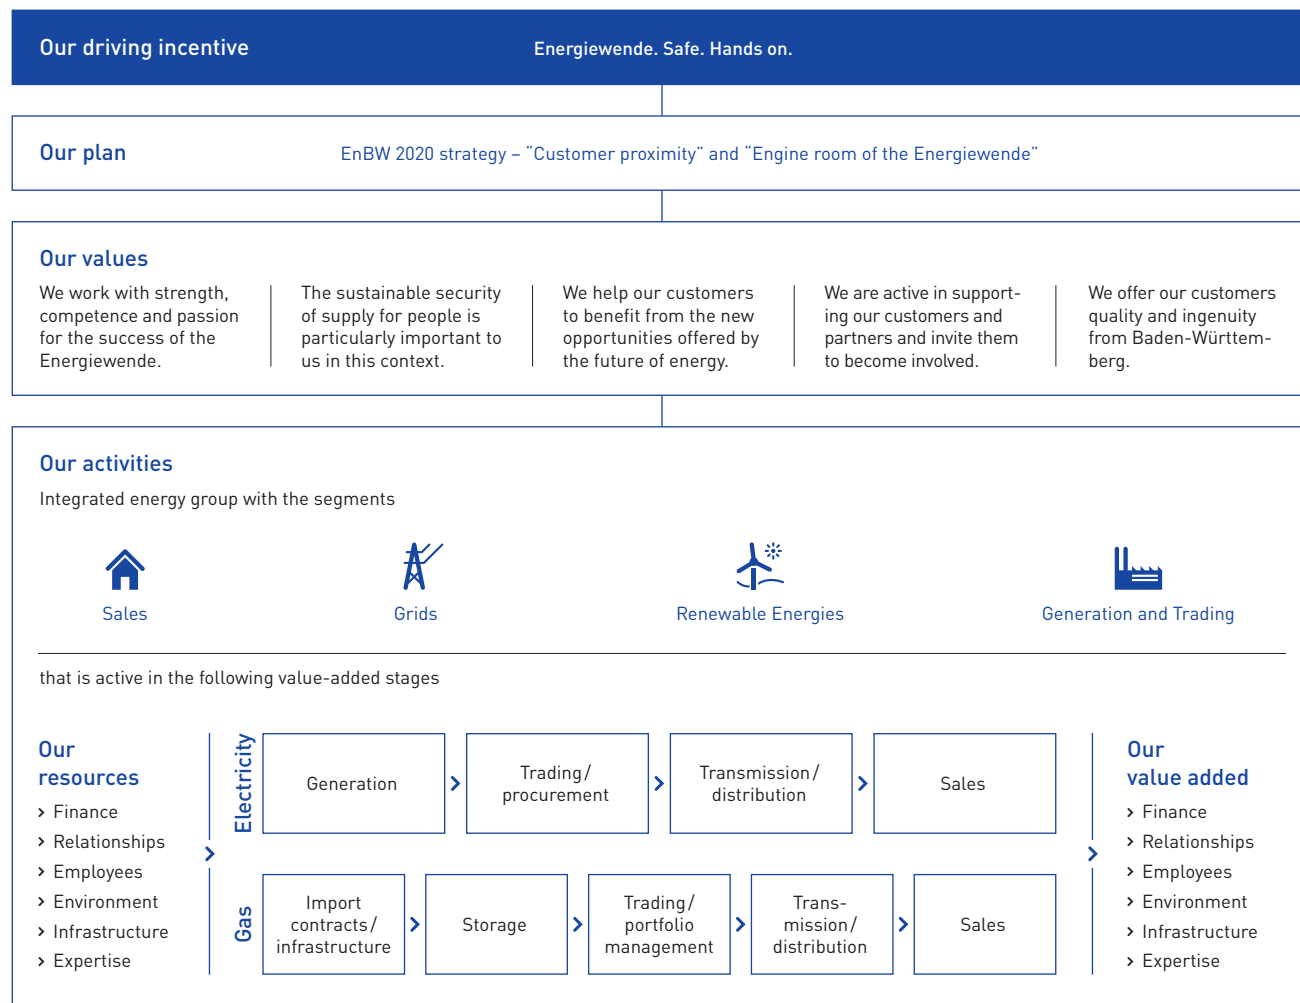 Our driving incentive
Energiewende. Safe. Hands on.
Our plan
EnBW 2020 strategy – “Customer proximity” and “Engine room of the Energiewende”
Our values
We work with strength,
competence and passion
for the success of the
Energiewende.
The sustainable security
of supply for people is
particularly important to
us in this context.
We help our customers
to benefit from the new
opportunities offered by
the future of energy.
We are active in support-
ing our customers and
partners and invite them
to become involved.
We offer our customers
quality and ingenuity
from Baden-Württem-
berg.
Our activities
Integrated energy group with the segments
Sales
Grids
Renewable Energies
Generation and Trading
that is active in the following value-added stages
Our
resources
› Finance
› Relationships
› Employees
› Environment
› Infrastructure
› Expertise
Electricity
Generation
Trading/
procurement
Transmission/
distribution
Sales
Gas
Import
contracts/
infrastructure
Storage
Trading/
portfolio
management
Trans-
mission/
distribution
Sales
Our
value added
› Finance
› Relationships
› Employees
› Environment
› Infrastructure
› Expertise